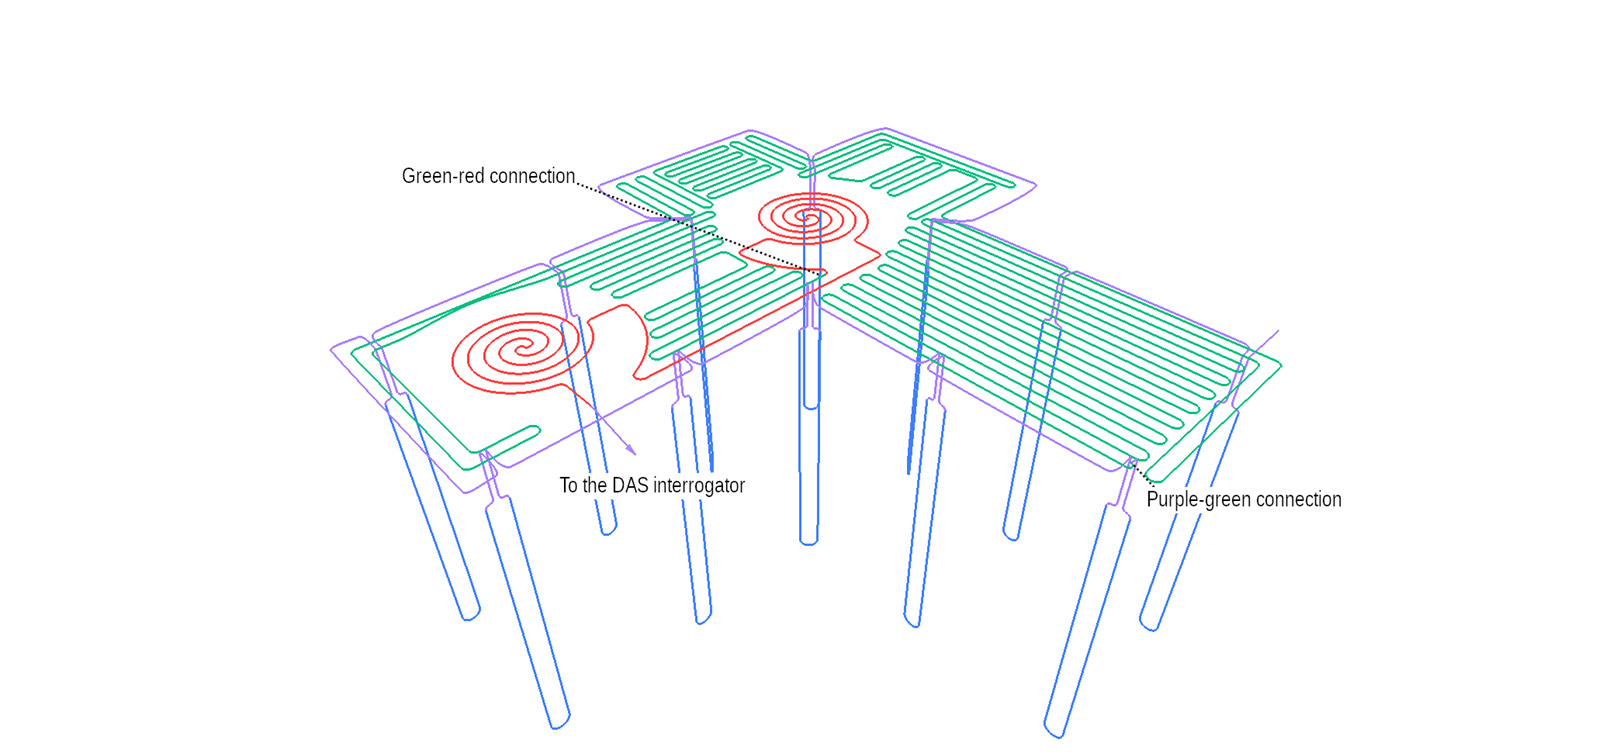 Green-red connection
To the DAS interrogator
Purple-green connection